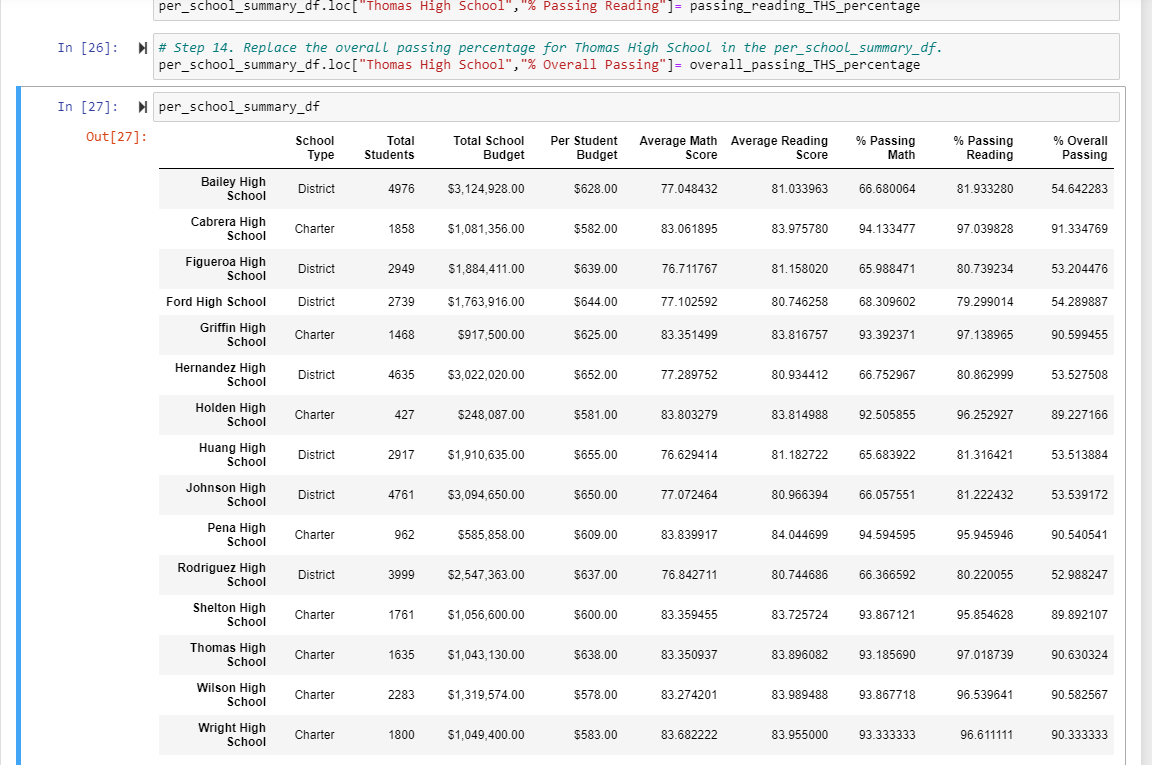 per_school_summary_df.loc["Thomas High School","% Passing Reading"]= passing_reading_THS_percentage
In [26]:
# Step 14. Replace the overall passing percentage for Thomas High School in the per_school_summary_df.
per_school_summary_df.loc["Thomas High School","% Overall Passing"]= overall_passing_THS_percentage
In [27]:
per_school_summary_df
Out[27]:
School Type Total Students Total School Budget Per Student Budget Average Math Score Average Reading Score % Passing Math % Passing Reading % Overall Passing
Bailey High School District 4976 $3,124,928.00 $628.00 77.048432 81.033963 66.680064 81.933280 54.642283
Cabrera High School Charter 1858 $1,081,356.00 $582.00 83.061895 83.975780 94.133477 97.039828 91.334769
Figueroa High School District 2949 $1,884,411.00 $639.00 76.711767 81.158020 65.988471 80.739234 53.204476
Ford High School District 2739 $1,763,916.00 $644.00 77.102592 80.746258 68.309602 79.299014 54.289887
Griffin High School Charter 1468 $917,500.00 $625.00 83.351499 83.816757 93.392371 97.138965 90.599455
Hernandez High School District 4635 $3,022,020.00 $652.00 77.289752 80.934412 66.752967 80.862999 53.527508
Holden High School Charter 427 $248,087.00 $581.00 83.803279 83.814988 92.505855 96.252927 89.227166
Huang High School District 2917 $1,910,635.00 $655.00 76.629414 81.182722 65.683922 81.316421 53.513884
Johnson High School District 4761 $3,094,650.00 $650.00 77.072464 80.966394 66.057551 81.222432 53.539172
Pena High School Charter 962 $585,858.00 $609.00 83.839917 84.044699 94.594595 95.945946 90.540541
Rodriguez High School District 3999 $2,547,363.00 $637.00 76.842711 80.744686 66.366592 80.220055 52.988247
Shelton High School Charter 1761 $1,056,600.00 $600.00 83.359455 83.725724 93.867121 95.854628 89.892107
Thomas High School Charter 1635 $1,043,130.00 $638.00 83.350937 83.896082 93.185690 97.018739 90.630324
Wilson High School Charter 2283 $1,319,574.00 $578.00 83.274201 83.989488 93.867718 96.539641 90.582567
Wright High School Charter 1800 $1,049,400.00 $583.00 83.682222 83.955000 93.333333 96.611111 90.333333